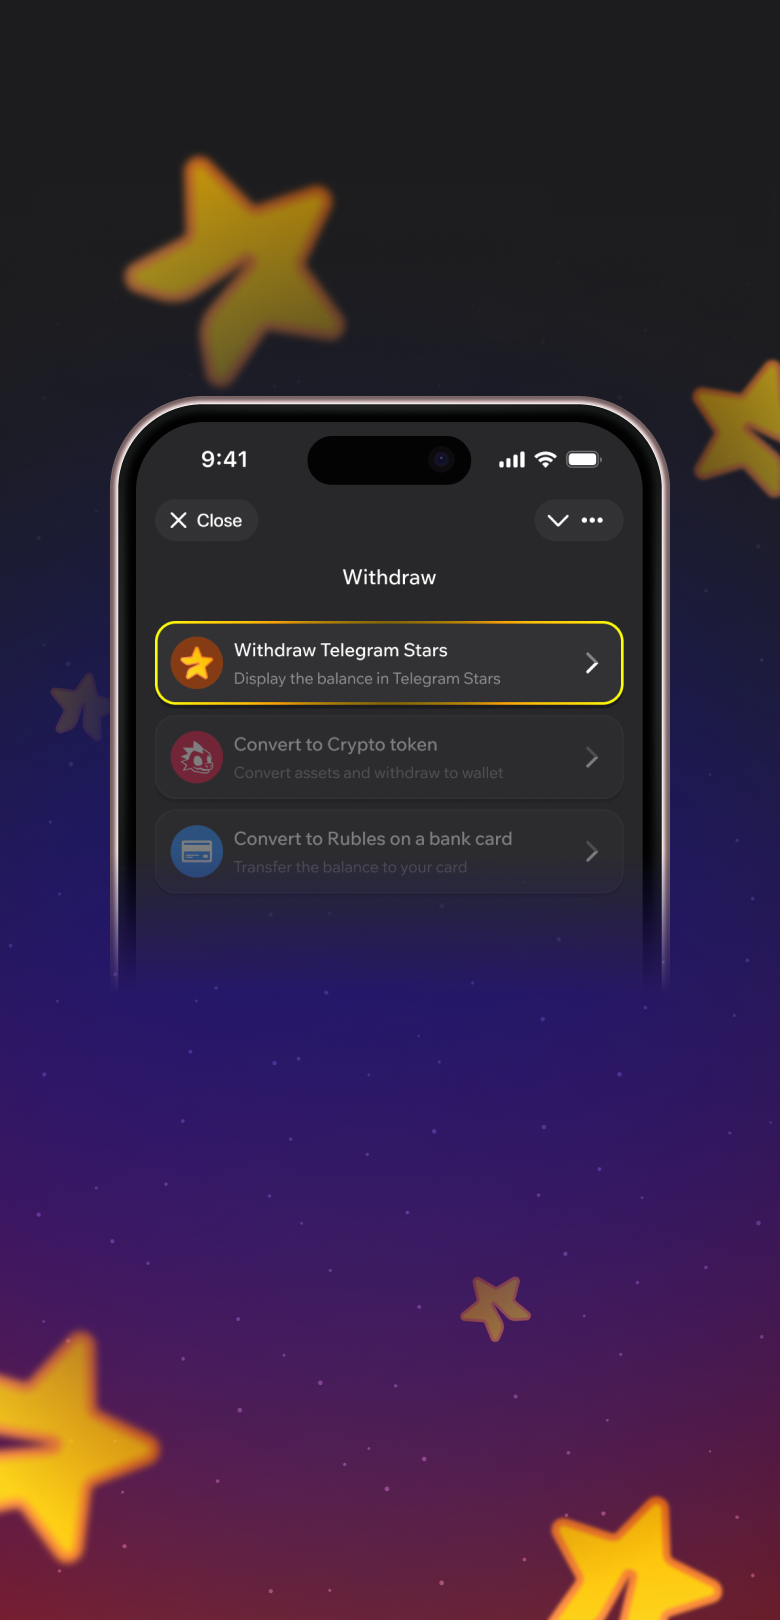 9:41
Close
Withdraw
Withdraw Telegram Stars
Display the balance in Telegram Stars
Convert to Crypto token
Convert assets and withdraw to wallet
Convert to Rubles on a bank card
Transfer the balance to your card